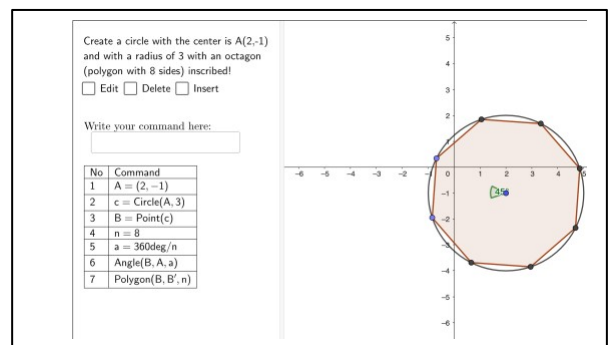 Create a circle with the center is A(2,-1)
and with a radius of 3 with an octagon
(polygon with 8 sides) inscribed!
Edit Delete Insert
Write your command here:
No Command
1 A = (2, −1)
2 c = Circle(A, 3)
3 B = Point(c)
4 n = 8
5 a = 360deg/n
6 Angle(B, A, a)
7 Polygon(B, B′, n)
5
4
3
2
1
−6 −5 −4 −3 −2 −1 0 1 2 3 4 5
−1
45°
−2
−3
−4
−5
−6